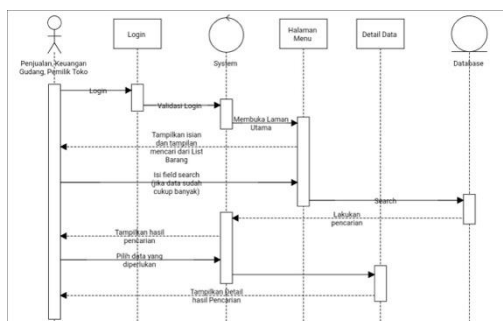 Login
Halaman
Menu
Detail Data
Penjualan, Keuangan
Gudang, Pemilik Toko
System
Database
Login
Validasi Login
Membuka Laman
Utama
Tampilkan isian
dan tampilan
mencari dari List
Barang
Isi field search
(jika data sudah
cukup banyak)
Search
Lakukan
pencarian
Tampilkan hasil
pencarian
Pilih data yang
diperlukan
Tampilkan Detail
hasil Pencarian